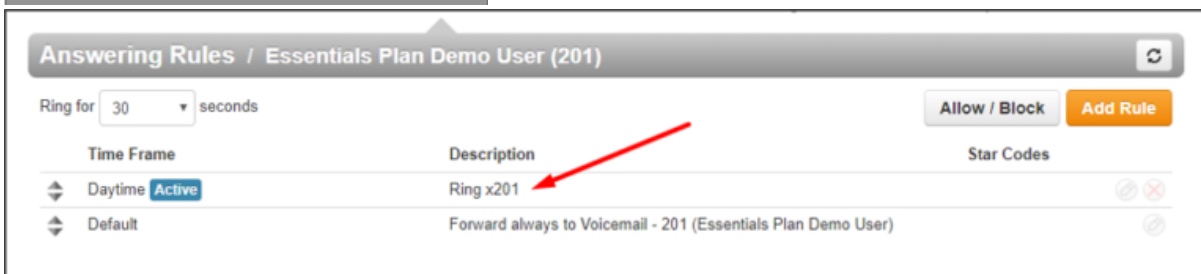 Answering Rules / Essentials Plan Demo User (201)
Ring for 30 seconds Allow / Block Add Rule
Time Frame Description Star Codes
Daytime Active Ring x201
Default Forward always to Voicemail - 201 (Essentials Plan Demo User)